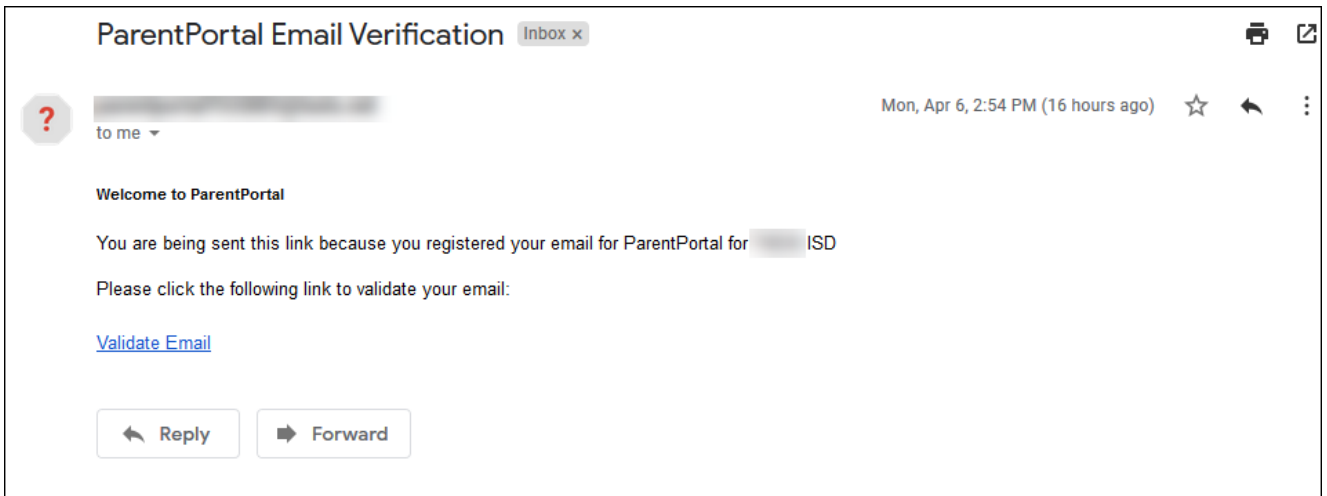 ParentPortal Email Verification Inbox x
?
Mon, Apr 6, 2:54 PM (16 hours ago)
to me
Welcome to ParentPortal
You are being sent this link because you registered your email for ParentPortal for ISD
Please click the following link to validate your email:
Validate Email
Reply Forward